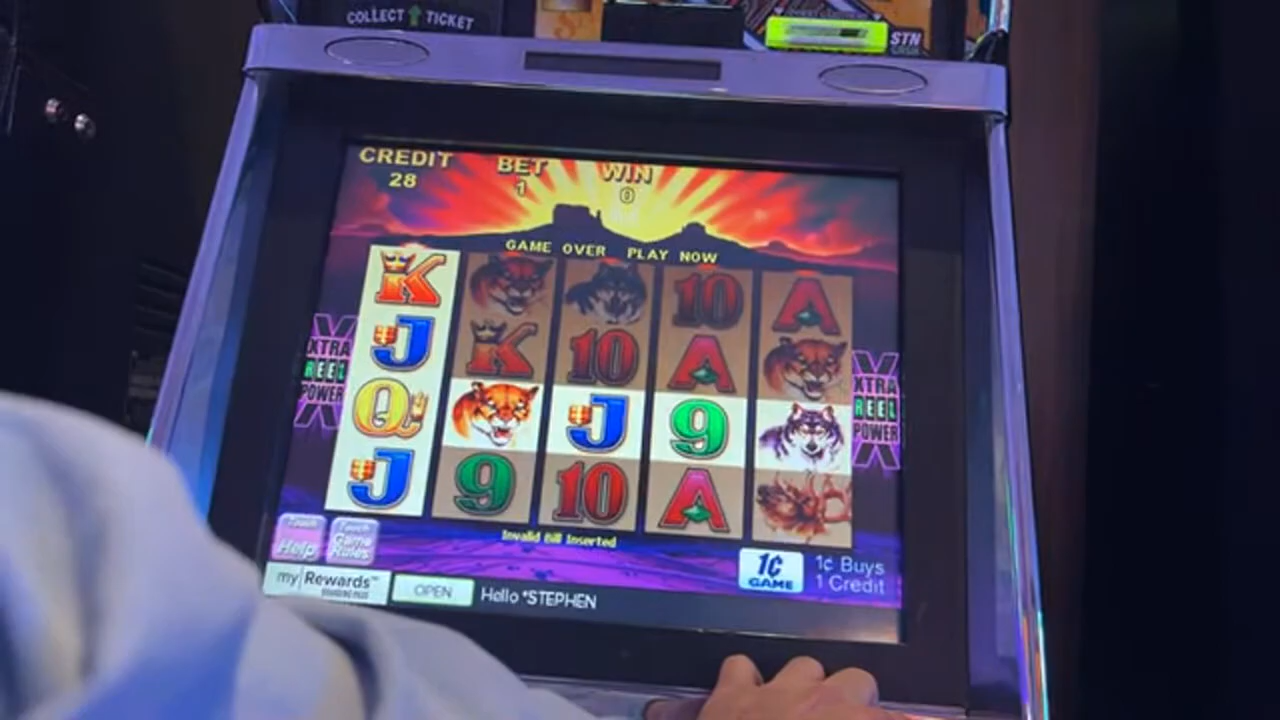 COLLECT TICKET
STN
CREDIT BET WIN
28 1 0
GAME OVER PLAY NOW
K 10 A
J K 10 A
Q J 9
J 9 10 A
XTRA REEL POWER
XTRA REEL POWER
Invalid Bill Inserted
Touch Help
Touch Game Rules
1¢ GAME
1¢ Buys
1 Credit
my Rewards
OPEN
Hello *STEPHEN